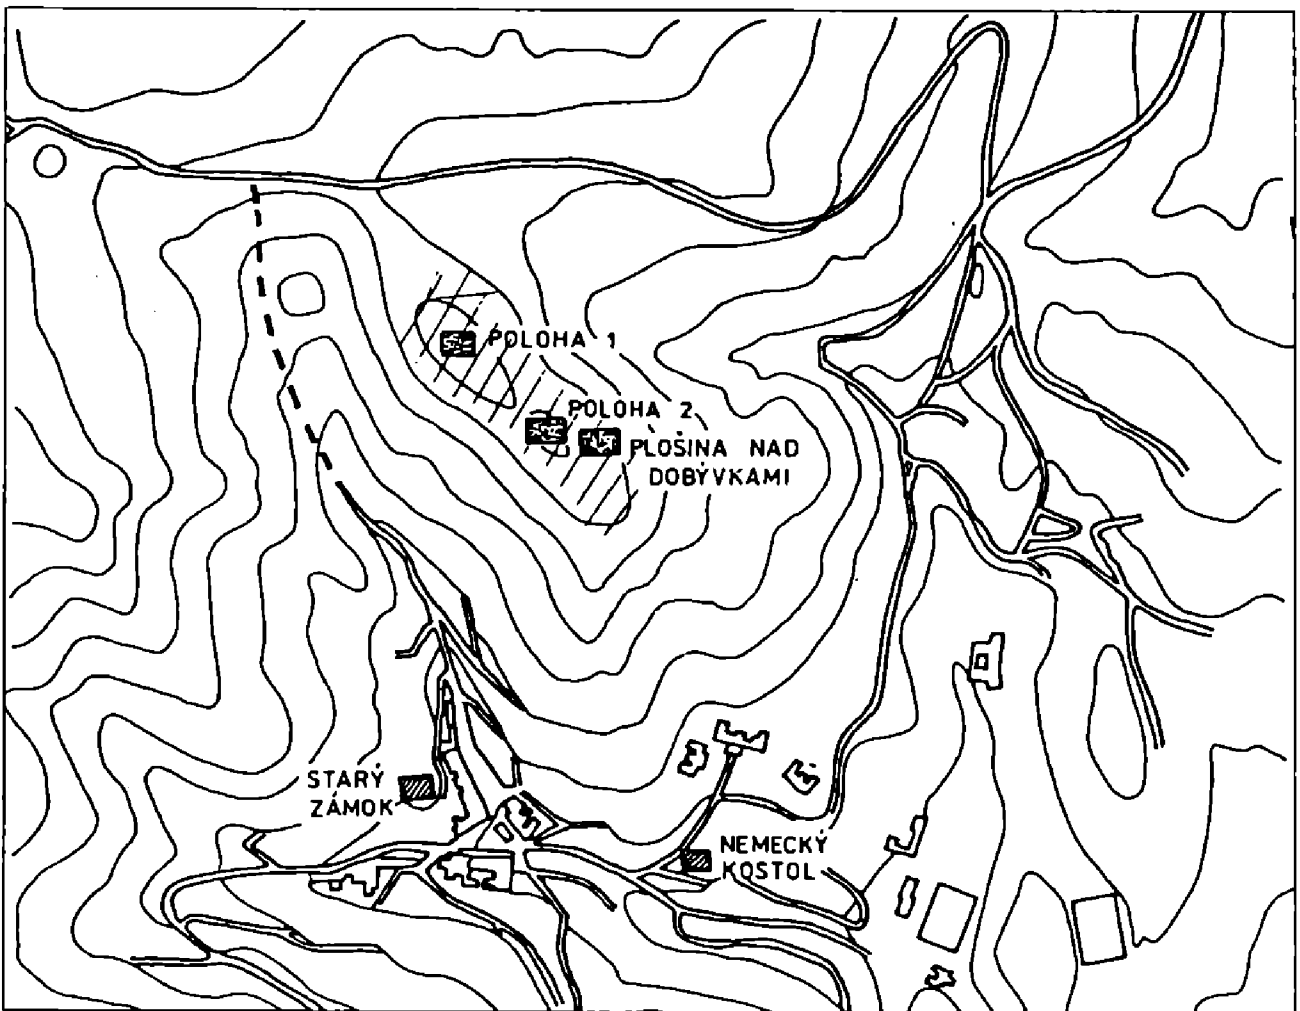 POLOHA 1
POLOHA 2
PLOŠINA NAD
DOBÝVKAMI
STARÝ
ZÁMOK
NEMECKÝ
KOSTOL